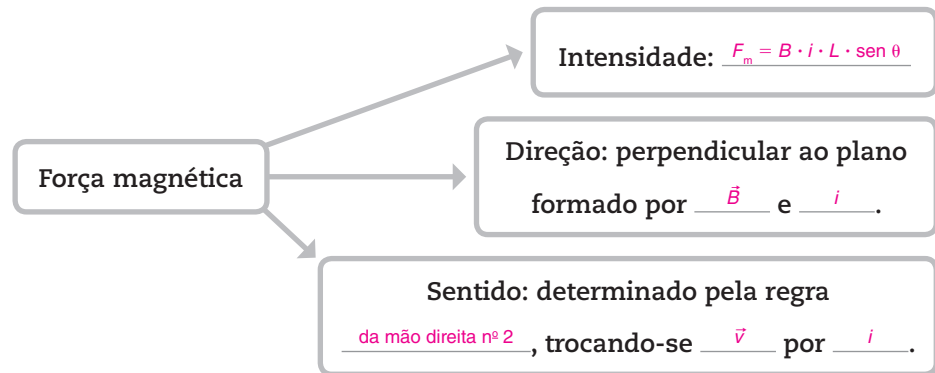 Intensidade: Fₘ = B · i · L · sen θ
Direção: perpendicular ao plano
formado por B⃗ e i.
Força magnética
Sentido: determinado pela regra
da mão direita nº 2, trocando-se v⃗ por i.